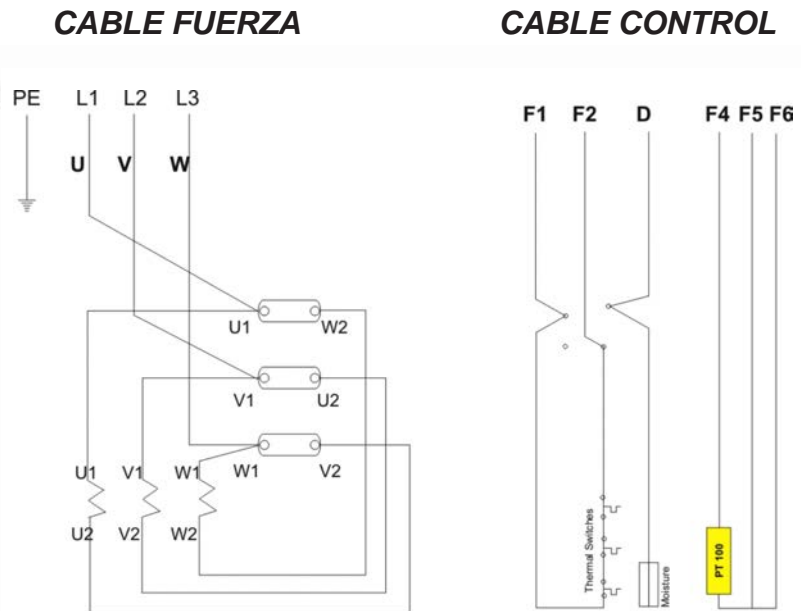 CABLE FUERZA CABLE CONTROL
PE L1 L2 L3
F1 F2 D F4 F5 F6
U V W
U1 W2
V1 U2
W1 V2
U1 V1 W1
U2 V2 W2
Thermal Switches
Moisture
PT 100